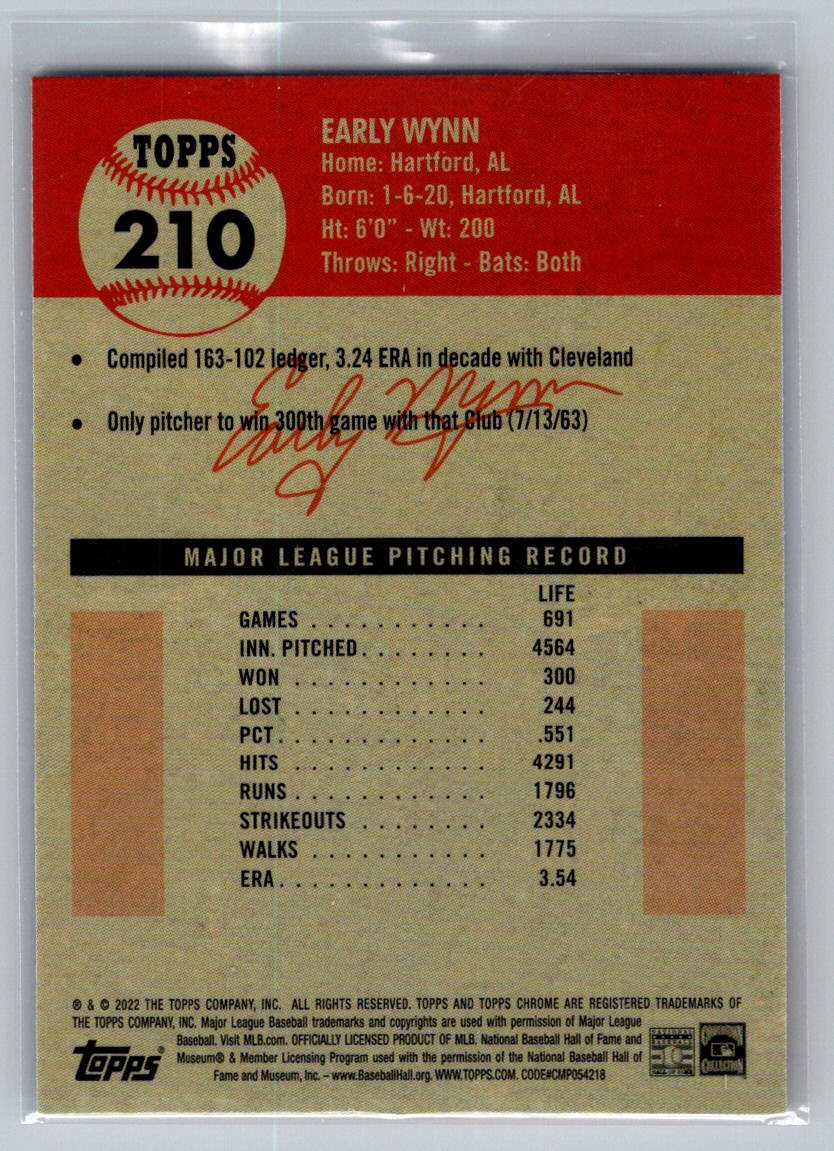 TOPPS
210
EARLY WYNN
Home: Hartford, AL
Born: 1-6-20, Hartford, AL
Ht: 6'0" - Wt: 200
Throws: Right - Bats: Both
• Compiled 163-102 ledger, 3.24 ERA in decade with Cleveland
• Only pitcher to win 300th game with that Club (7/13/63)
Early Wynn
MAJOR LEAGUE PITCHING RECORD
LIFE
GAMES . . . . . . . . . . . 691
INN. PITCHED. . . . . . . . 4564
WON . . . . . . . . . . . . 300
LOST . . . . . . . . . . . . 244
PCT. . . . . . . . . . . . . .551
HITS . . . . . . . . . . . . 4291
RUNS . . . . . . . . . . . . 1796
STRIKEOUTS . . . . . . . . 2334
WALKS . . . . . . . . . . . 1775
ERA. . . . . . . . . . . . . 3.54
® & © 2022 THE TOPPS COMPANY, INC. ALL RIGHTS RESERVED. TOPPS AND TOPPS CHROME ARE REGISTERED TRADEMARKS OF
THE TOPPS COMPANY, INC. Major League Baseball trademarks and copyrights are used with permission of Major League
Baseball. Visit MLB.com. OFFICIALLY LICENSED PRODUCT OF MLB. National Baseball Hall of Fame and
Museum® & Member Licensing Program used with the permission of the National Baseball Hall of
Fame and Museum, Inc. – www.BaseballHall.org. WWW.TOPPS.COM. CODE#CMP054218
Topps®
COLLECTION